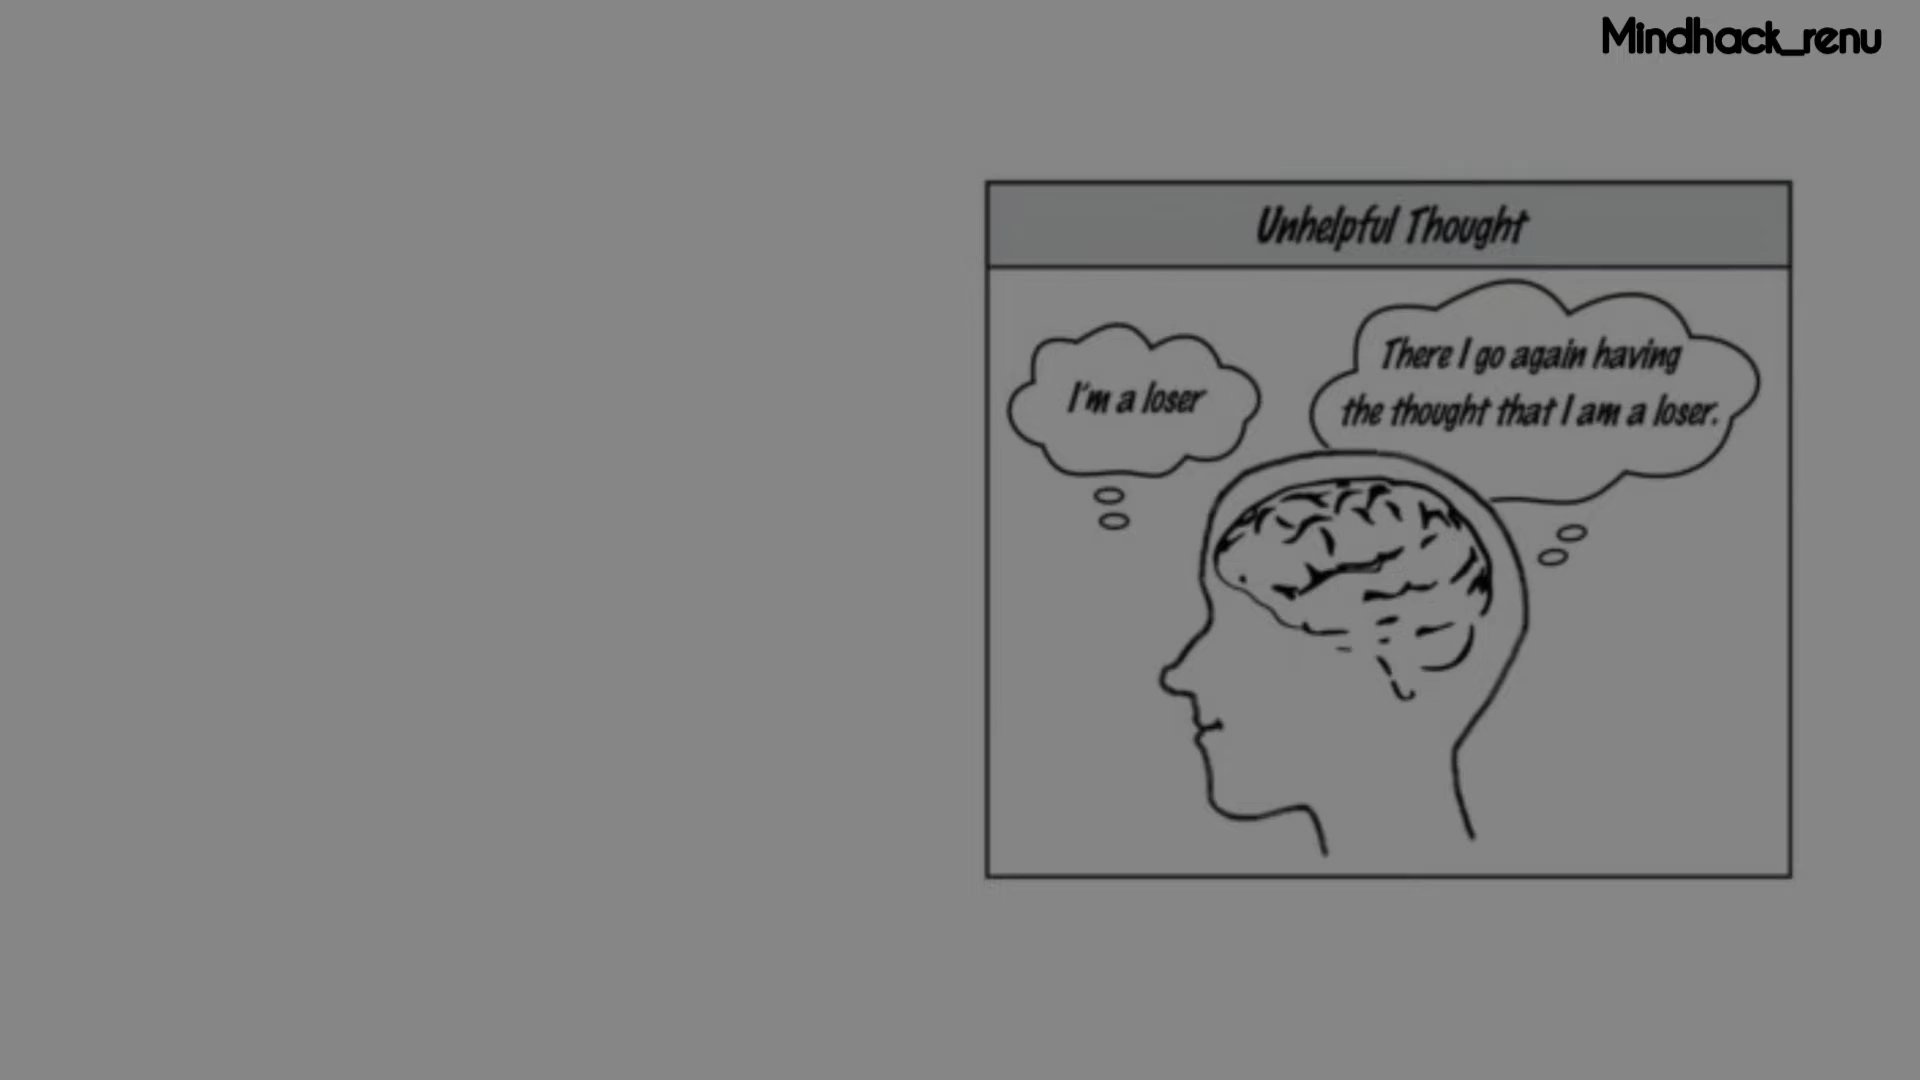 Mindhack_renu
Unhelpful Thought
I'm a loser
There I go again having
the thought that I am a loser.